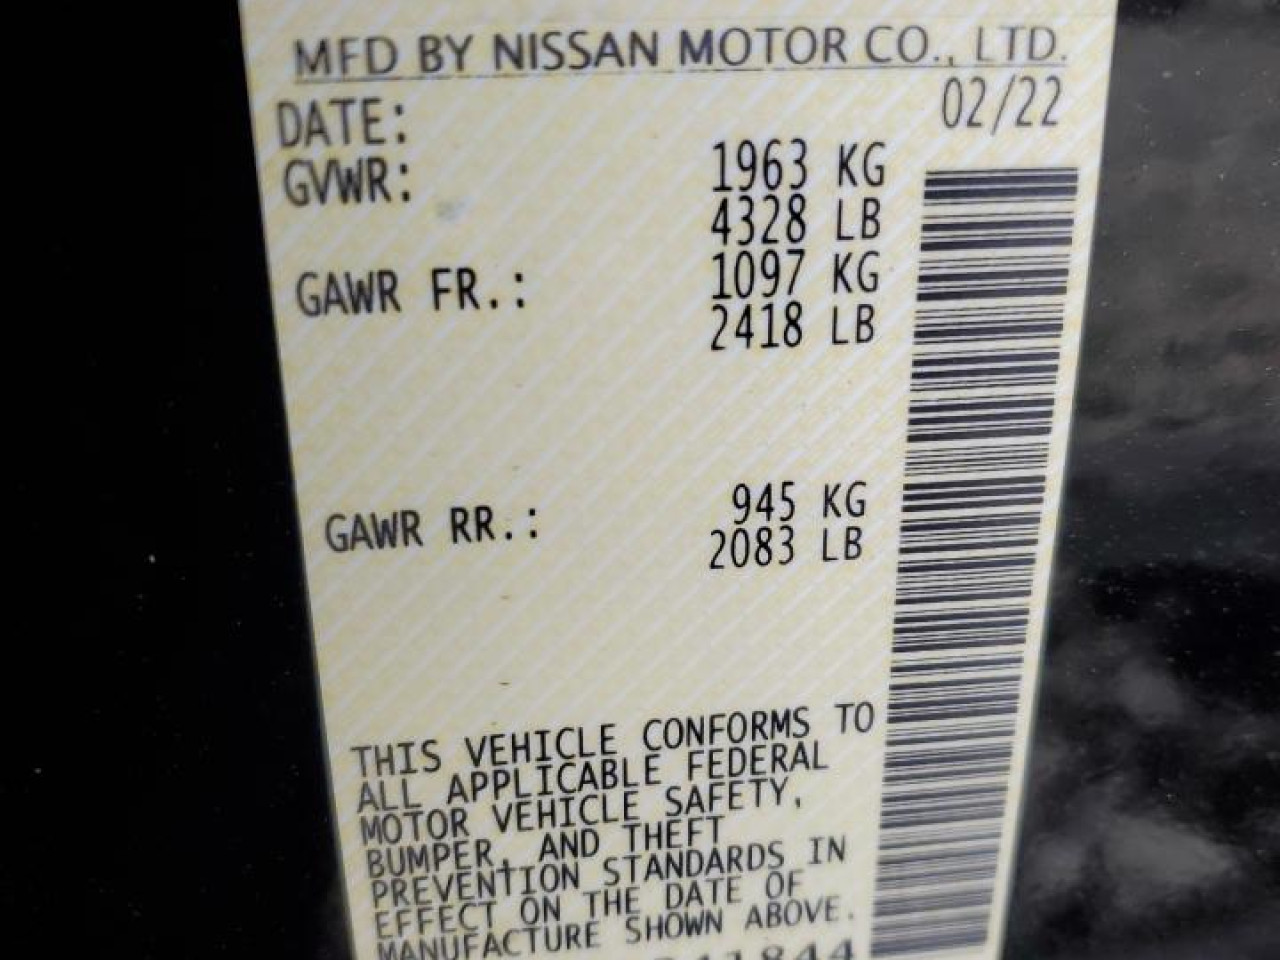 MFD BY NISSAN MOTOR CO., LTD.
DATE: 02/22
GVWR: 1963 KG
4328 LB
GAWR FR.: 1097 KG
2418 LB
GAWR RR.: 945 KG
2083 LB
THIS VEHICLE CONFORMS TO
ALL APPLICABLE FEDERAL
MOTOR VEHICLE SAFETY,
BUMPER, AND THEFT
PREVENTION STANDARDS IN
EFFECT ON THE DATE OF
MANUFACTURE SHOWN ABOVE.